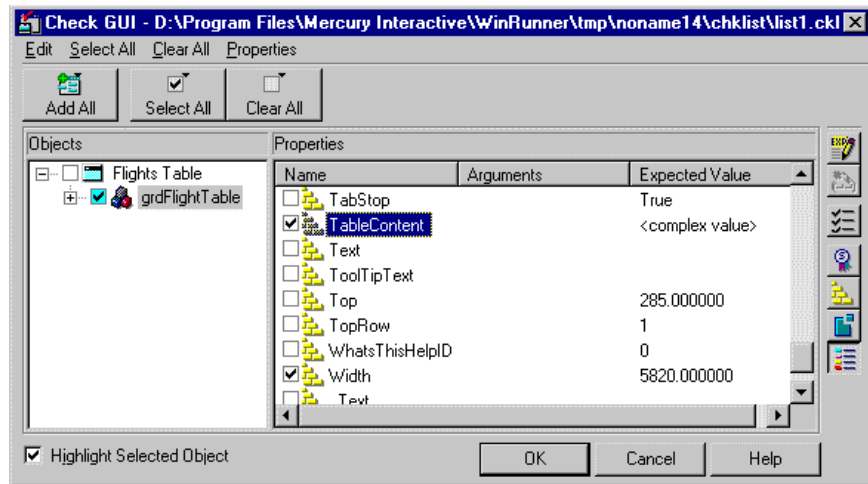 Check GUI - D:\Program Files\Mercury Interactive\WinRunner\tmp\noname14\chklist\list1.ckl
Edit Select All Clear All Properties
Add All Select All Clear All
Objects Properties
Flights Table
grdFlightTable
Name Arguments Expected Value
TabStop True
TableContent <complex value>
Text
ToolTipText
Top 285.000000
TopRow 1
WhatsThisHelpID 0
Width 5820.000000
_Text
Highlight Selected Object
OK Cancel Help